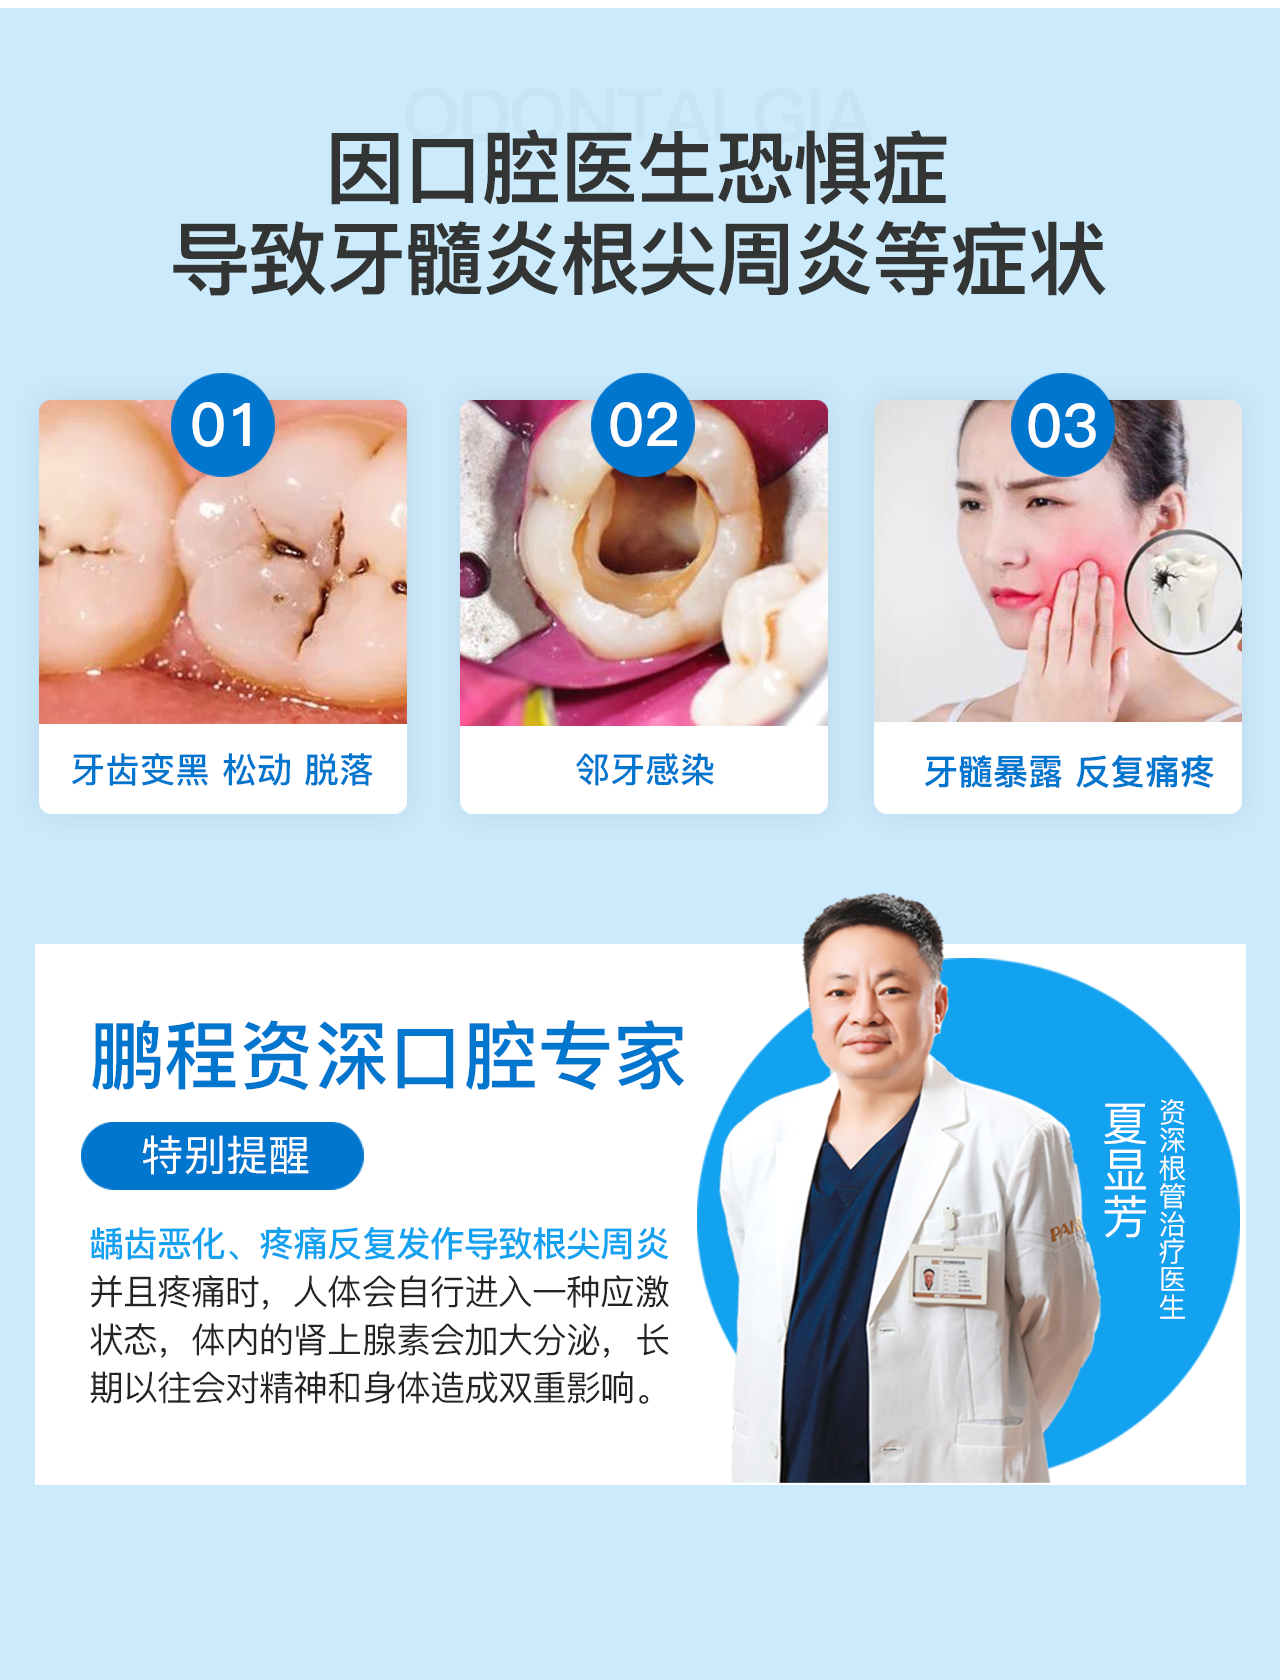 ODONTALGIA
因口腔医生恐惧症
导致牙髓炎根尖周炎等症状
01
02
03
牙齿变黑 松动 脱落
邻牙感染
牙髓暴露 反复痛疼
鹏程资深口腔专家
特别提醒
龋齿恶化、疼痛反复发作导致根尖周炎
并且疼痛时，人体会自行进入一种应激
状态，体内的肾上腺素会加大分泌，长
期以往会对精神和身体造成双重影响。
夏显芳
资深根管治疗医生